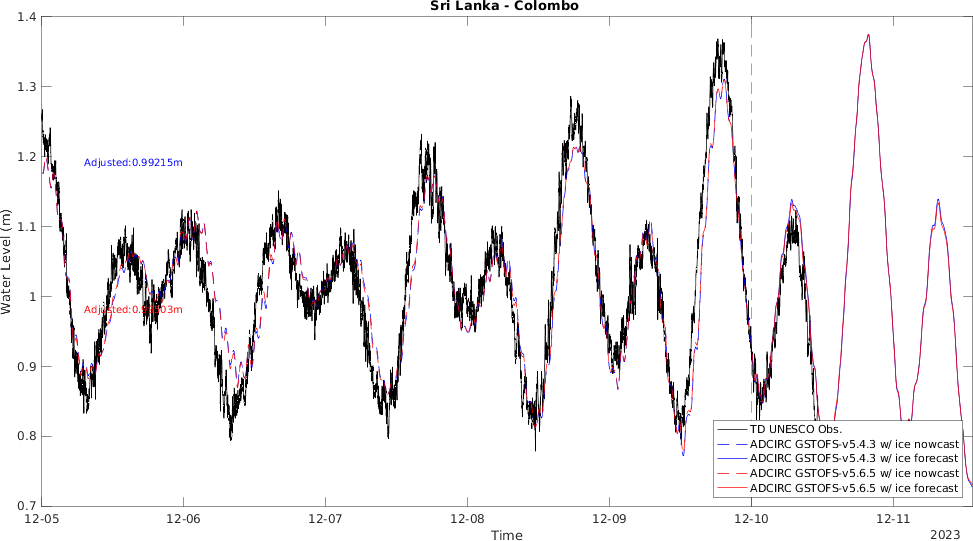 Sri Lanka - Colombo
1.4
1.3
1.2
1.1
1
0.9
0.8
0.7
Water Level (m)
Adjusted:0.99215m
TD UNESCO Obs.
ADCIRC GSTOFS-v5.4.3 w/ ice nowcast
ADCIRC GSTOFS-v5.4.3 w/ ice forecast
ADCIRC GSTOFS-v5.6.5 w/ ice nowcast
ADCIRC GSTOFS-v5.6.5 w/ ice forecast
12-05 12-06 12-07 12-08 12-09 12-10 12-11
Time
2023